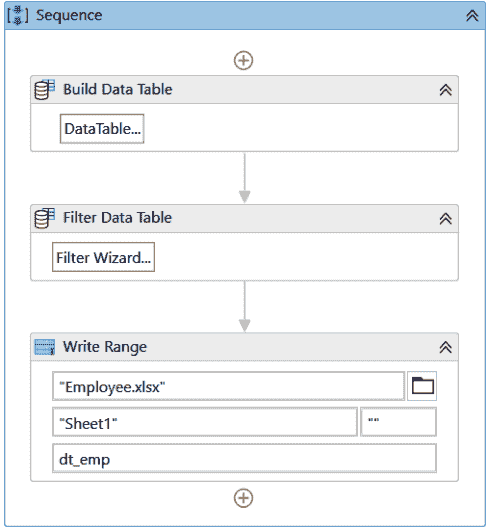 Sequence
Build Data Table
DataTable...
Filter Data Table
Filter Wizard...
Write Range
"Employee.xlsx"
"Sheet1" ""
dt_emp